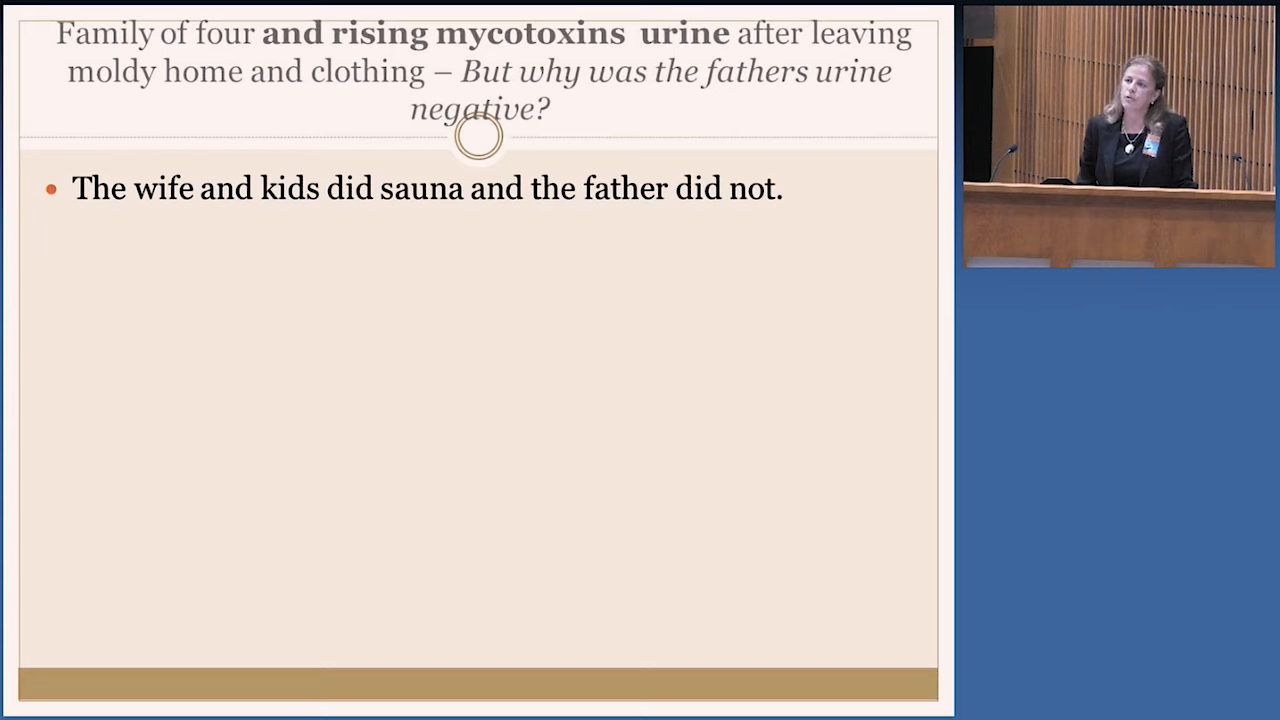 Family of four and rising mycotoxins urine after leaving
moldy home and clothing – But why was the fathers urine
negative?
• The wife and kids did sauna and the father did not.